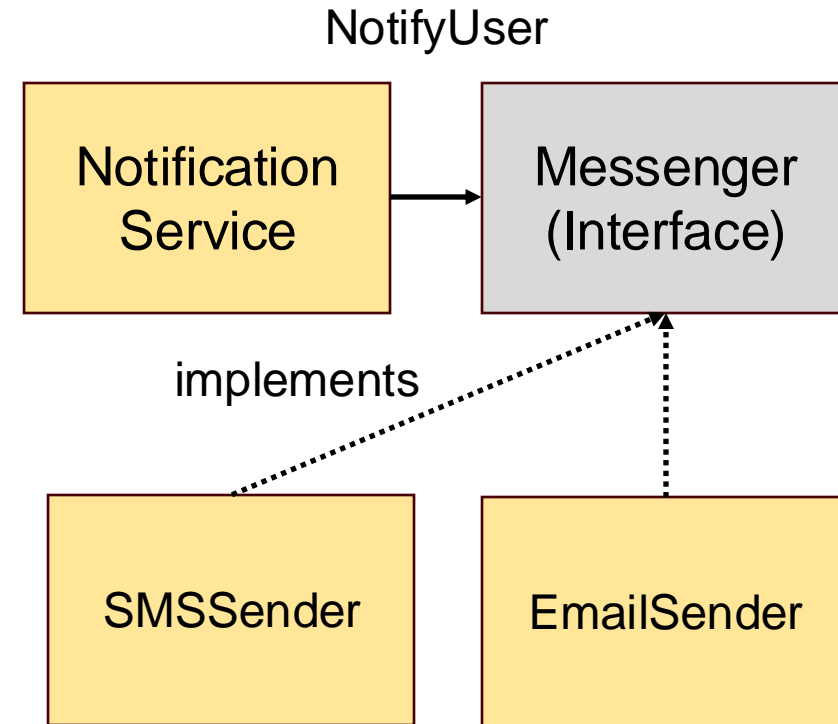 NotifyUser
Notification
Service
Messenger
(Interface)
implements
SMSSender
EmailSender